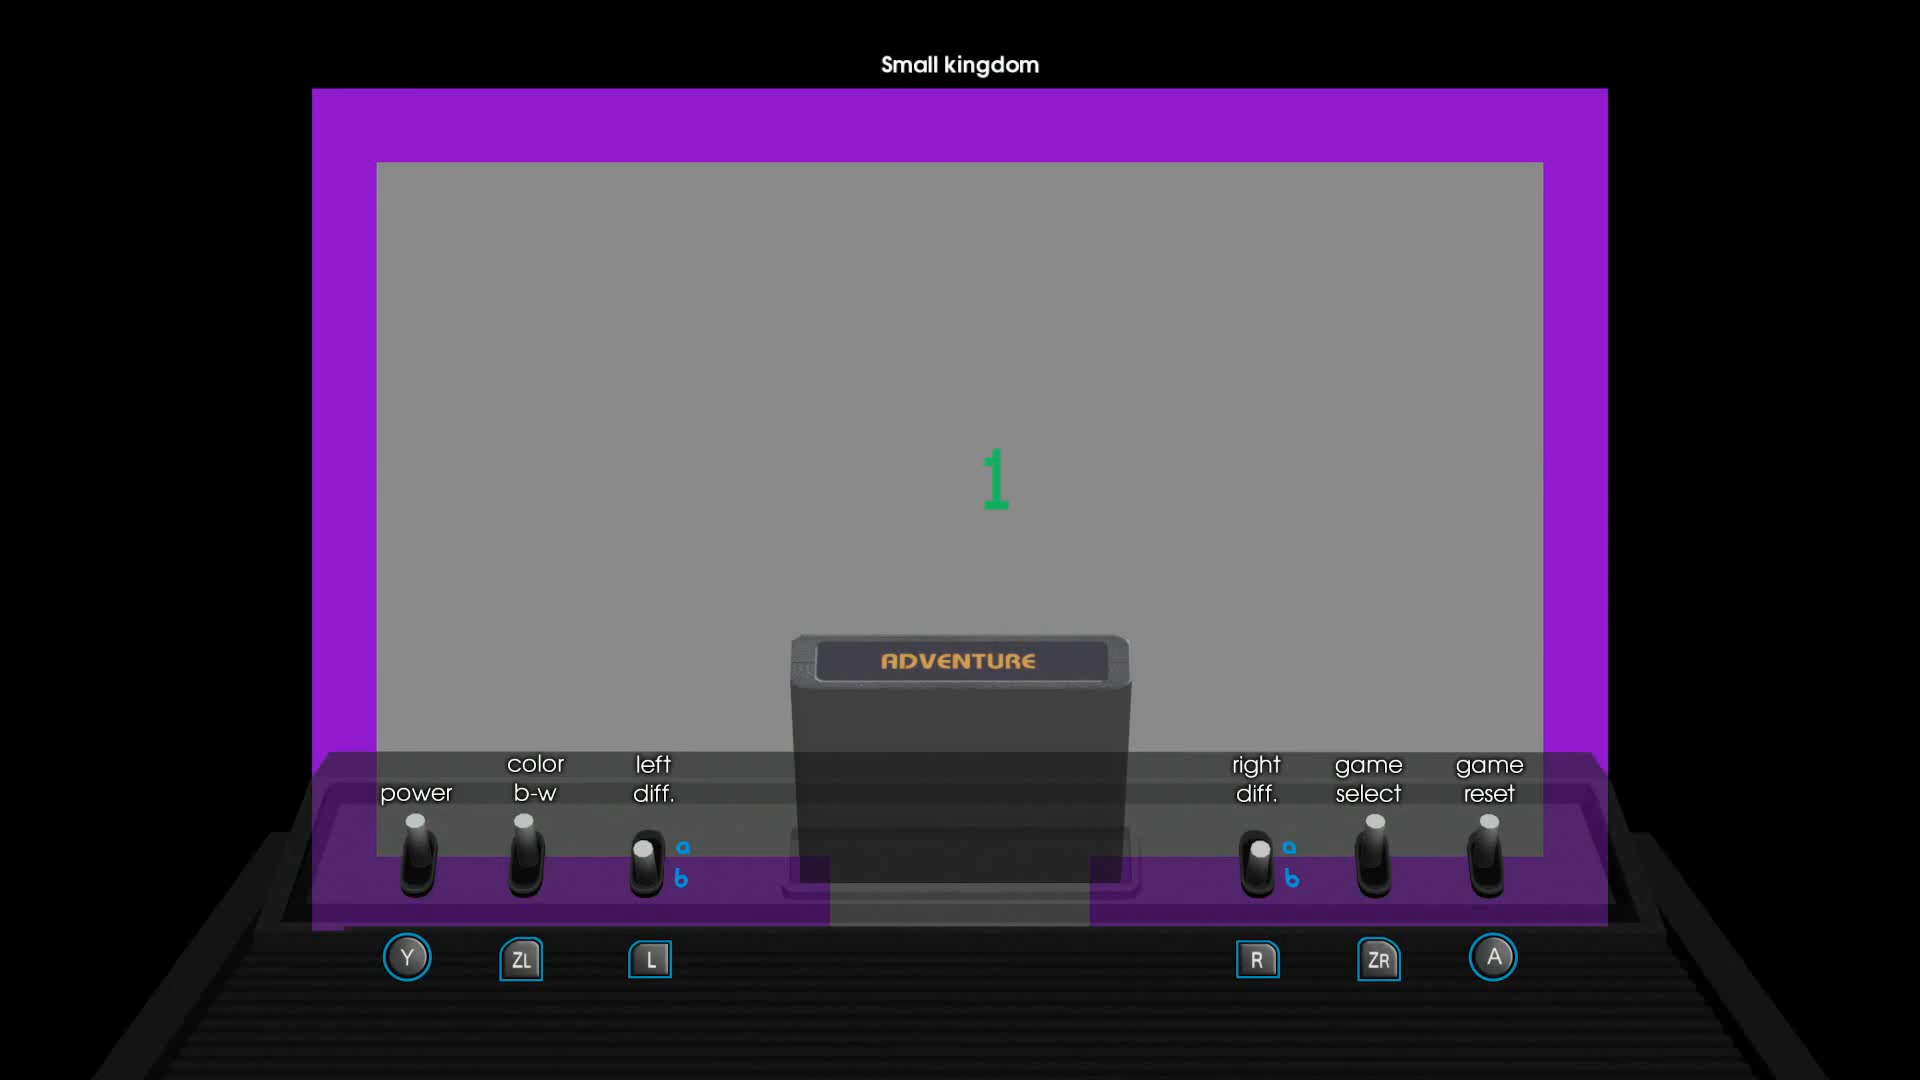 Small kingdom
1
ADVENTURE
power
color
b-w
left
diff.
a
b
right
diff.
a
b
game
select
game
reset
Y
ZL
L
R
ZR
A